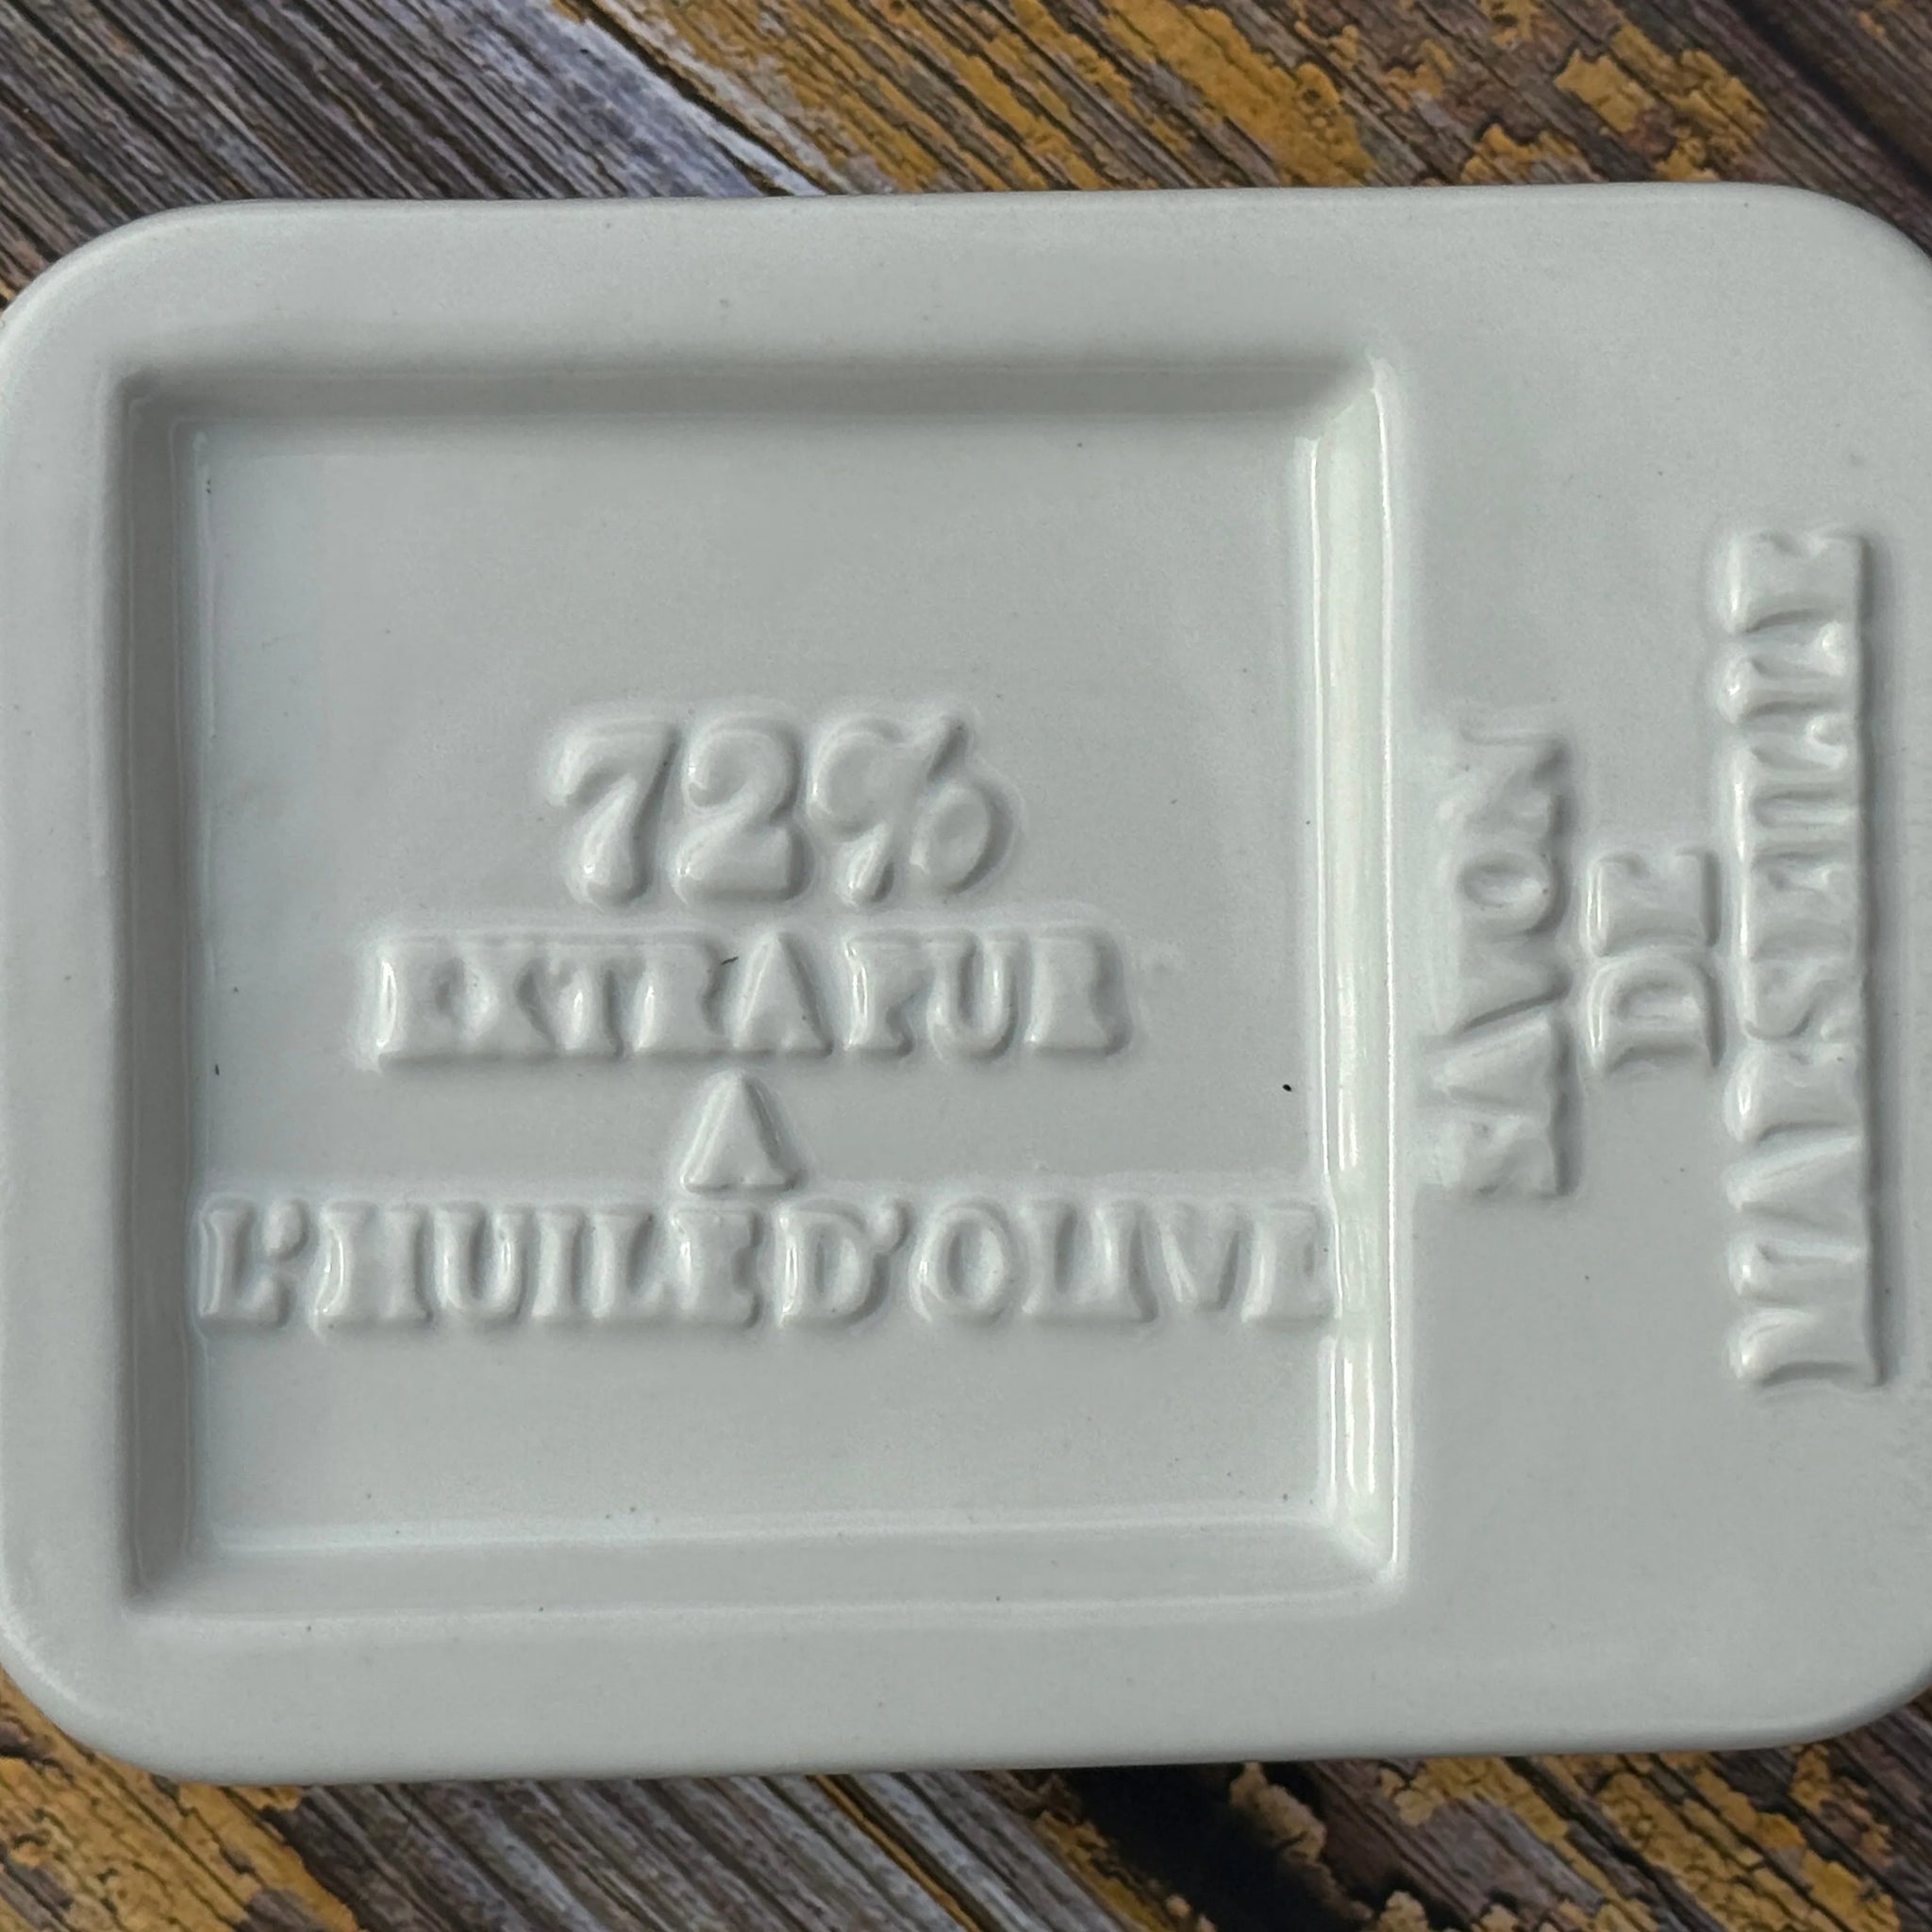 72%
EXTRA PUR
A
L'HUILE D'OLIVE
SAVON
DE
MARSEILLE